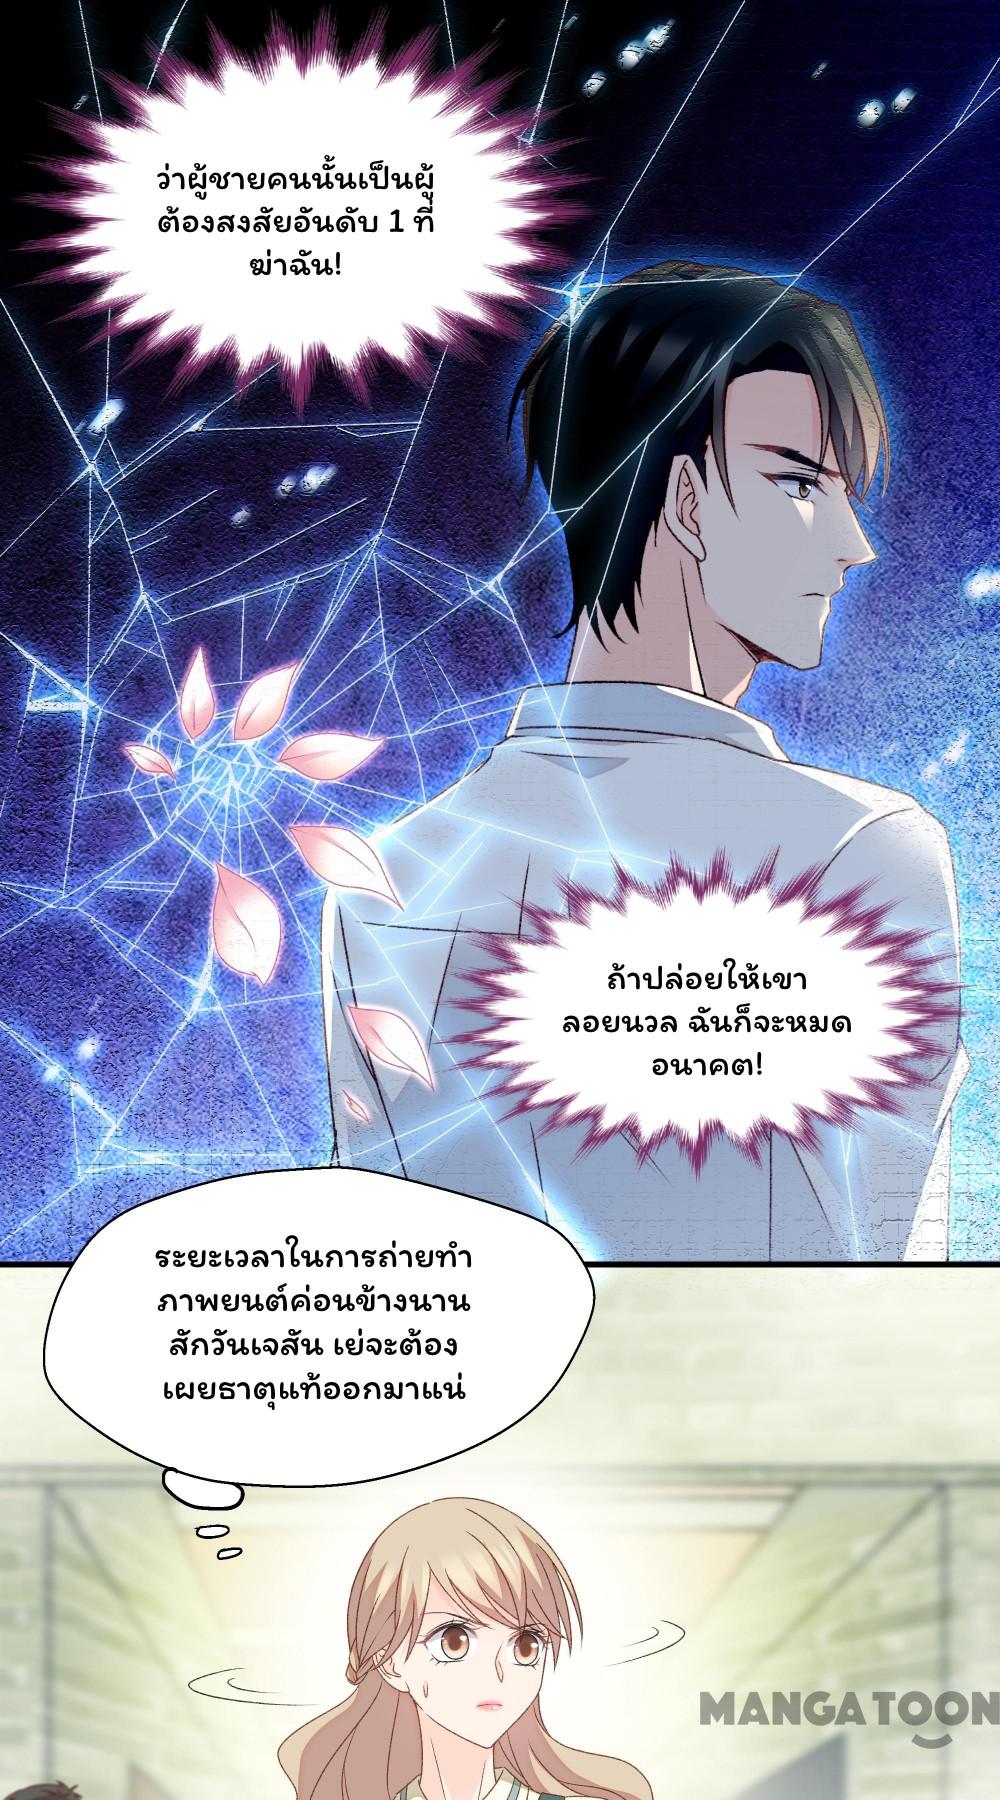 ว่าผู้ชายคนนั้นเป็นผู้
ต้องสงสัยอันดับ 1 ที่
ฆ่าฉัน!
ถ้าปล่อยให้เขา
ลอยนวล ฉันก็จะหมด
อนาคต!
ระยะเวลาในการถ่ายทำ
ภาพยนต์ค่อนข้างนาน
สักวันเจสัน เย่จะต้อง
เผยธาตุแท้ออกมาแน่
MANGATOON